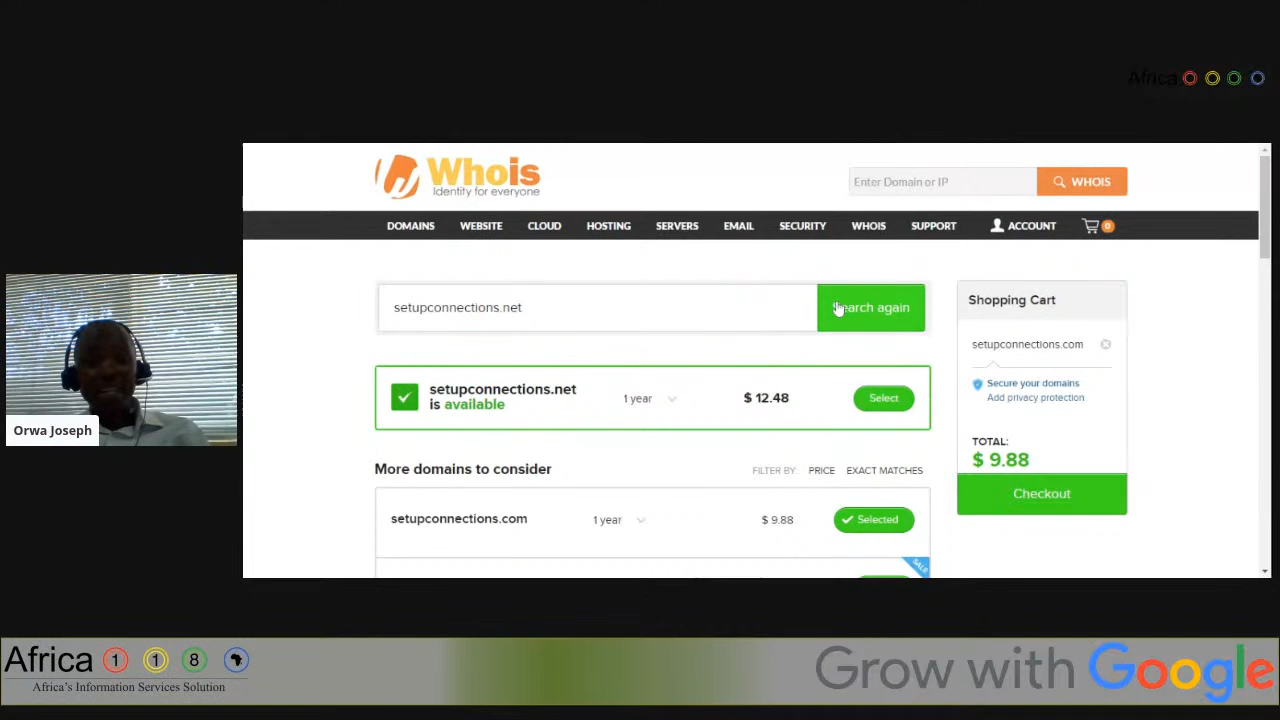 Africa
Whois
Identity for everyone
Enter Domain or IP
WHOIS
DOMAINS WEBSITE CLOUD HOSTING SERVERS EMAIL SECURITY WHOIS SUPPORT ACCOUNT 0
setupconnections.net
earch again
Shopping Cart
setupconnections.com
Secure your domains
Add privacy protection
TOTAL:
$ 9.88
Checkout
setupconnections.net
is available
1 year
$ 12.48
Select
More domains to consider
FILTER BY: PRICE EXACT MATCHES
setupconnections.com 1 year $ 9.88 Selected
SALE
Orwa Joseph
Africa 1 1 8
Africa's Information Services Solution
Grow with Google